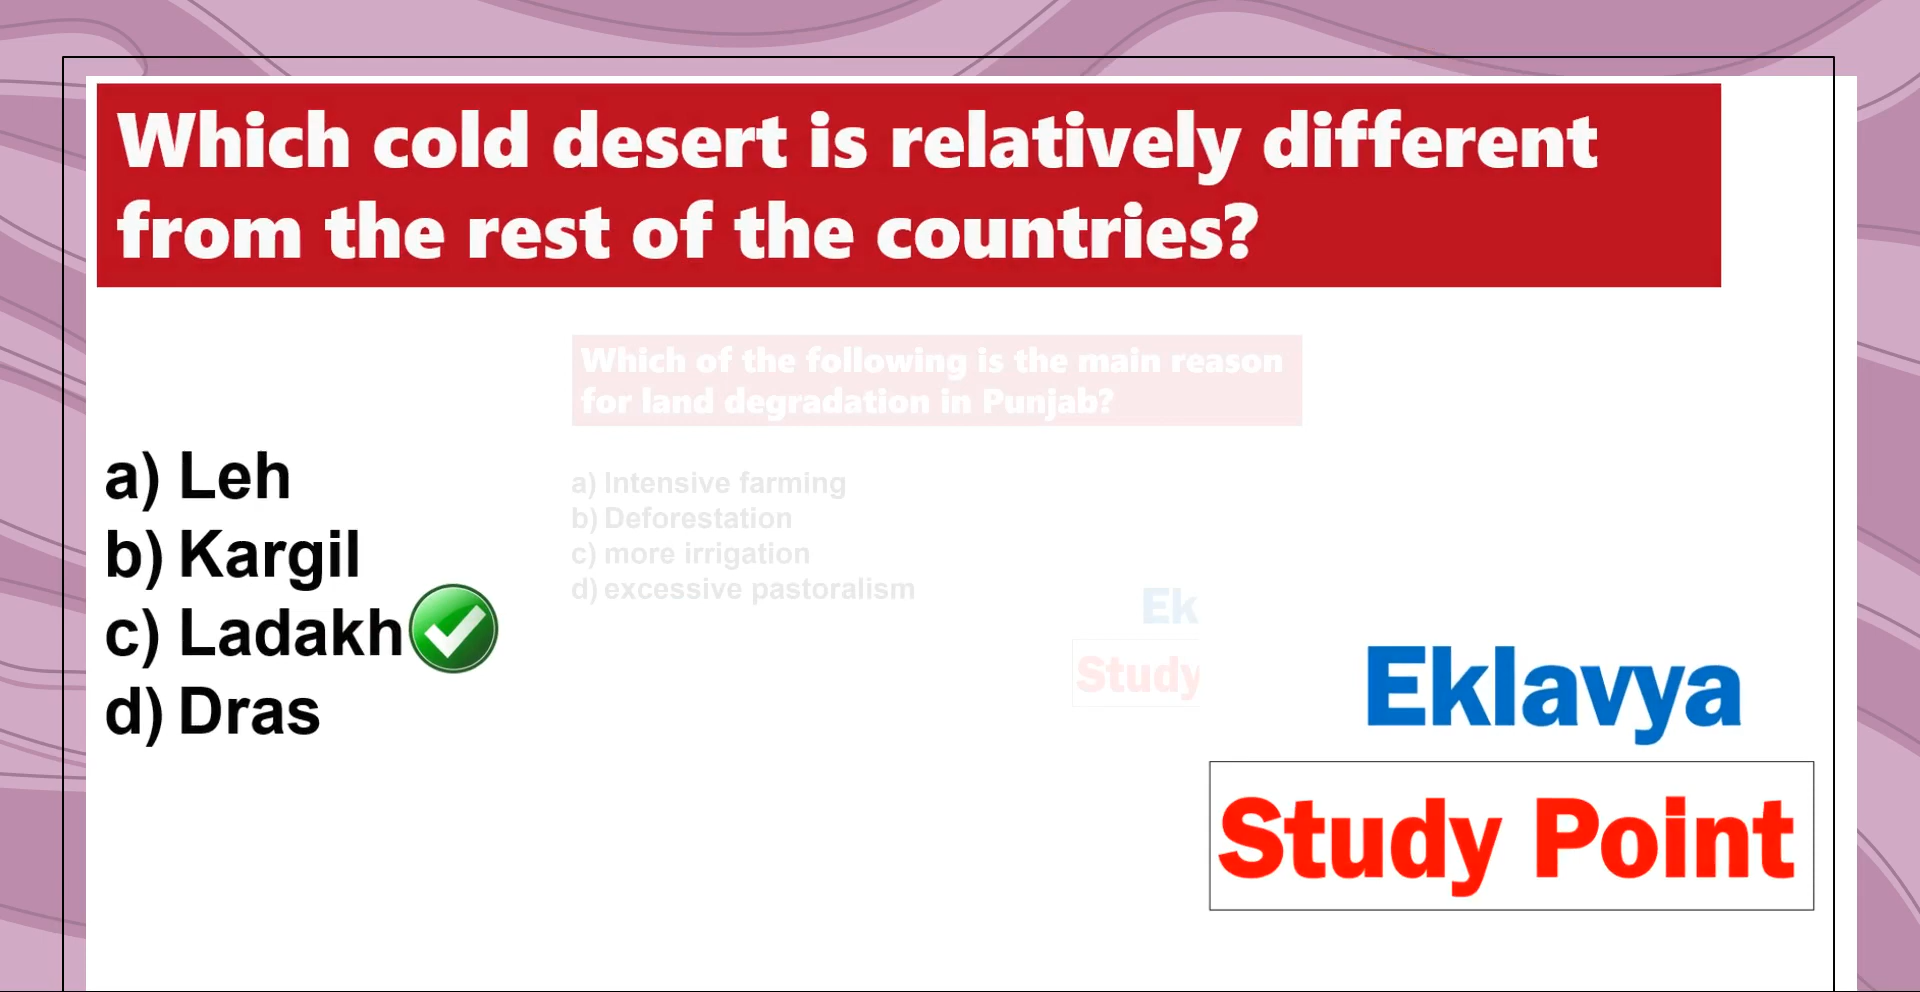 Which cold desert is relatively different
from the rest of the countries?
Which of the following is the main reason
for land degradation in Punjab?
a) Leh
b) Kargil
c) Ladakh
d) Dras
a) Intensive farming
b) Deforestation
c) more irrigation
d) excessive pastoralism
Ek
Study
Eklavya
Study Point